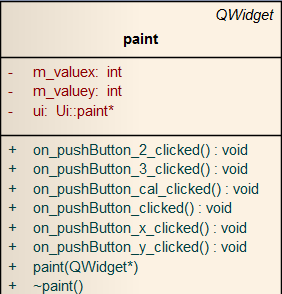 QWidget
paint
- m_valuex: int
- m_valuey: int
- ui: Ui::paint*
+ on_pushButton_2_clicked() : void
+ on_pushButton_3_clicked() : void
+ on_pushButton_cal_clicked() : void
+ on_pushButton_clicked() : void
+ on_pushButton_x_clicked() : void
+ on_pushButton_y_clicked() : void
+ paint(QWidget*)
+ ~paint()